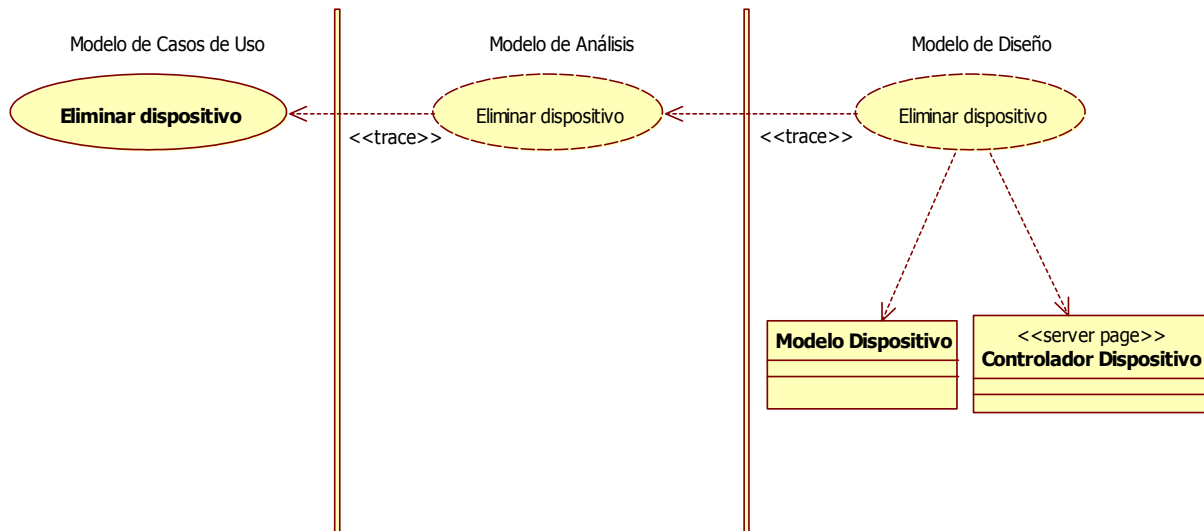 Modelo de Casos de Uso
Modelo de Análisis
Modelo de Diseño
Eliminar dispositivo
Eliminar dispositivo
Eliminar dispositivo
<<trace>>
<<trace>>
Modelo Dispositivo
<<server page>>
Controlador Dispositivo